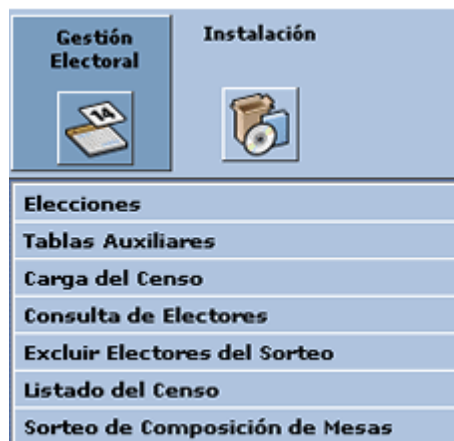 Gestión
Electoral
Instalación
14
Elecciones
Tablas Auxiliares
Carga del Censo
Consulta de Electores
Excluir Electores del Sorteo
Listado del Censo
Sorteo de Composición de Mesas